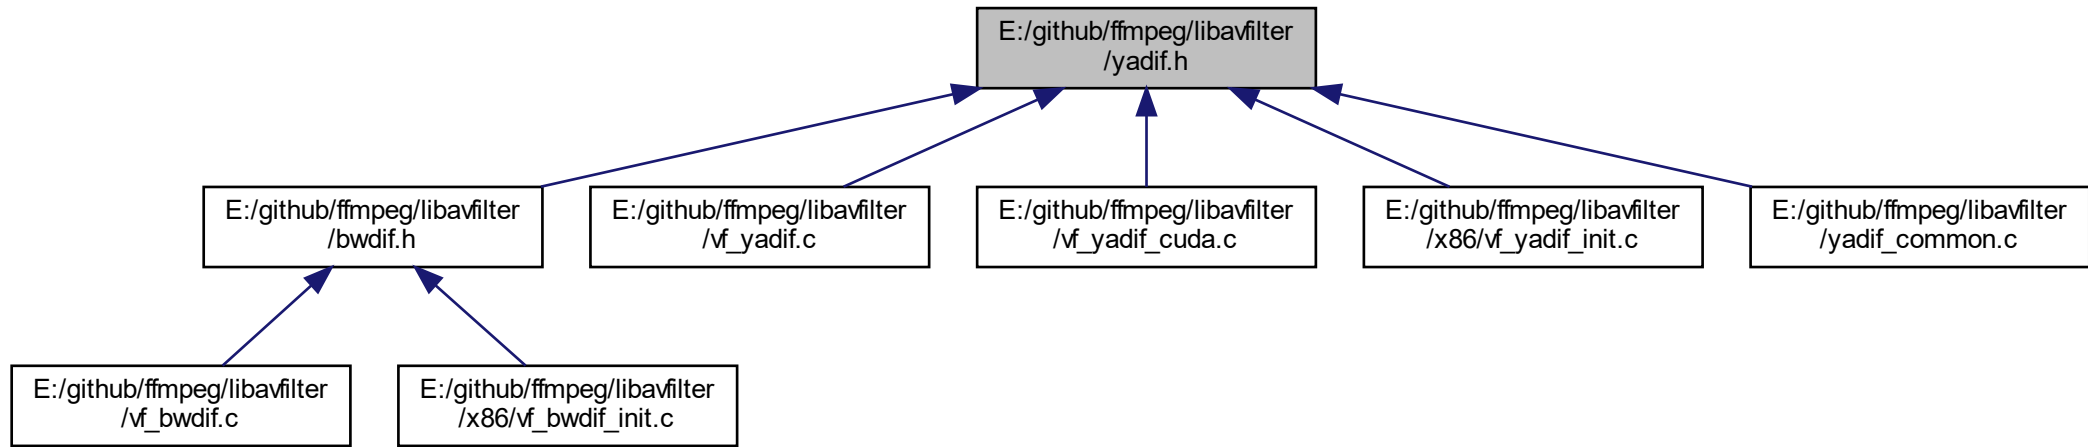 E:/github/ffmpeg/libavfilter
/yadif.h
E:/github/ffmpeg/libavfilter
/bwdif.h
E:/github/ffmpeg/libavfilter
/vf_yadif.c
E:/github/ffmpeg/libavfilter
/vf_yadif_cuda.c
E:/github/ffmpeg/libavfilter
/x86/vf_yadif_init.c
E:/github/ffmpeg/libavfilter
/yadif_common.c
E:/github/ffmpeg/libavfilter
/vf_bwdif.c
E:/github/ffmpeg/libavfilter
/x86/vf_bwdif_init.c